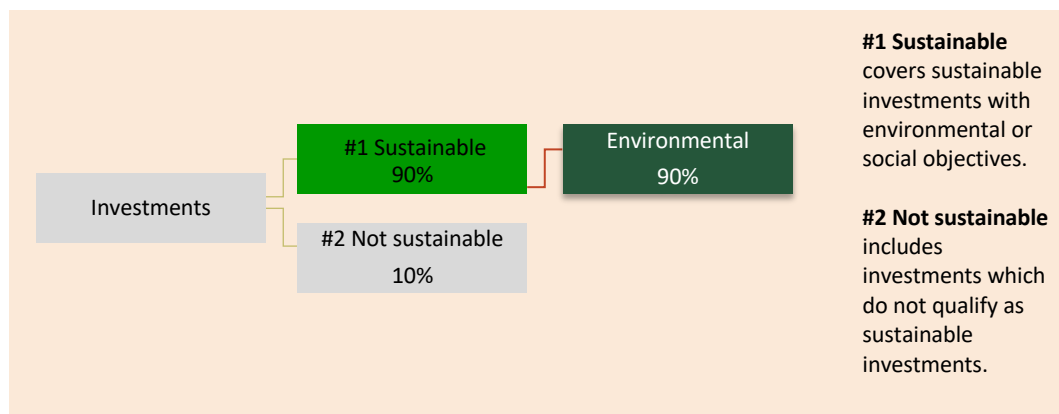 Investments
#1 Sustainable
90%
#2 Not sustainable
10%
Environmental
90%
#1 Sustainable
covers sustainable
investments with
environmental or
social objectives.
#2 Not sustainable
includes
investments which
do not qualify as
sustainable
investments.